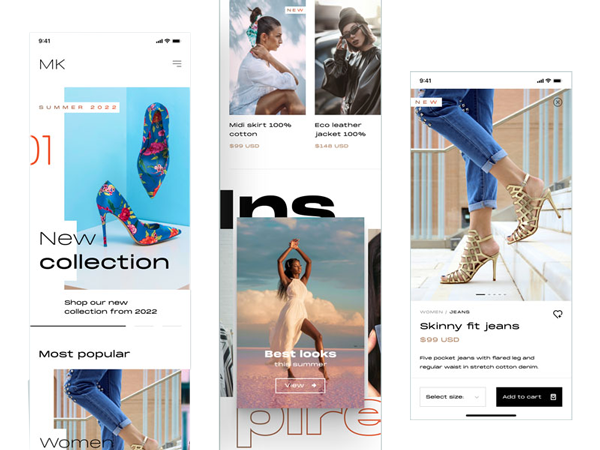 9:41
MK
SUMMER 2022
01
New
collection
Shop our new
collection from 2022
Most popular
Women
NEW
Midi skirt 100%
cotton
$99 USD
Eco leather
jacket 100%
$146 USD
Ins
Best looks
this summer
View
pire
9:41
NEW
WOMEN / JEANS
Skinny fit jeans
$99 USD
Five pocket jeans with flared leg and
regular waist in stretch cotton denim.
Select size:
Add to cart